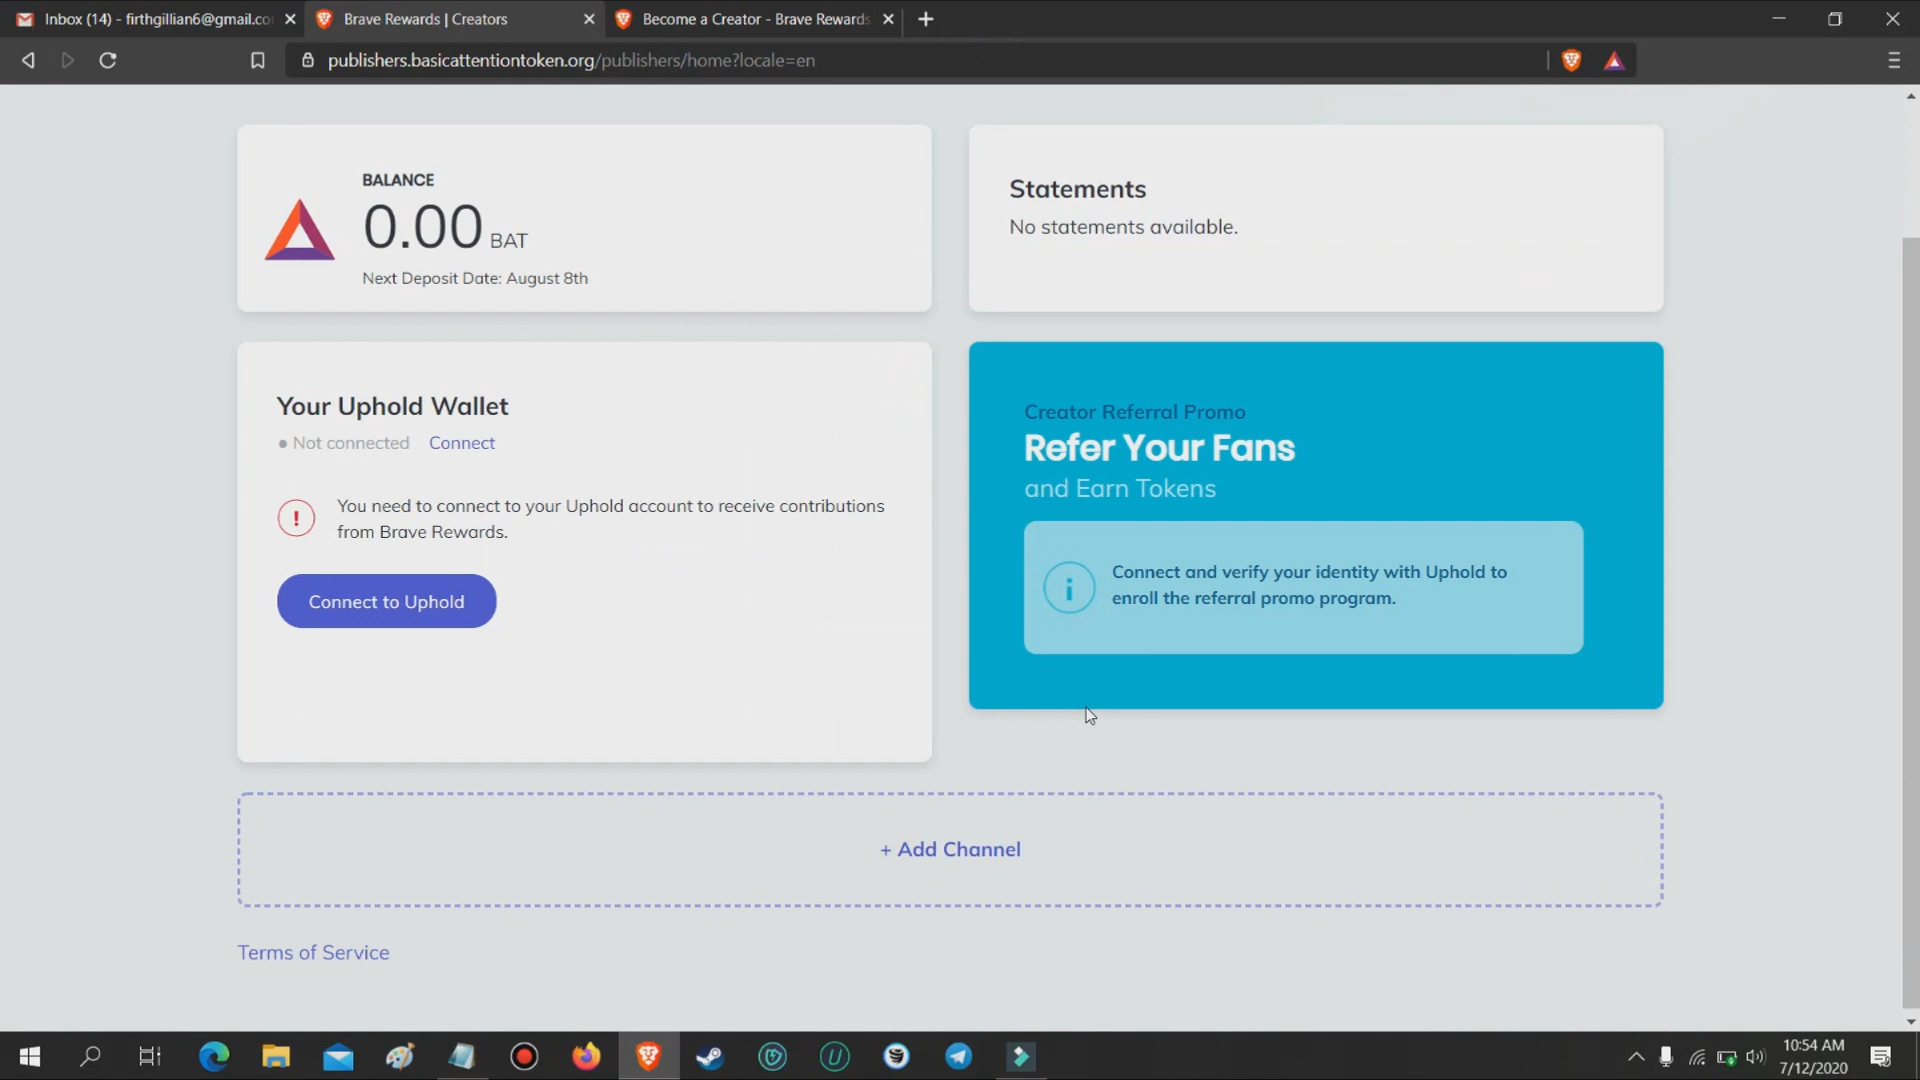 Inbox (14) - firthgillian6@gmail.co
Brave Rewards | Creators
Become a Creator - Brave Rewards
publishers.basicattentiontoken.org/publishers/home?locale=en
BALANCE
0.00 BAT
Next Deposit Date: August 8th
Statements
No statements available.
Your Uphold Wallet
Not connected Connect
You need to connect to your Uphold account to receive contributions
from Brave Rewards.
Connect to Uphold
Creator Referral Promo
Refer Your Fans
and Earn Tokens
Connect and verify your identity with Uphold to
enroll the referral promo program.
+ Add Channel
Terms of Service
10:54 AM
7/12/2020